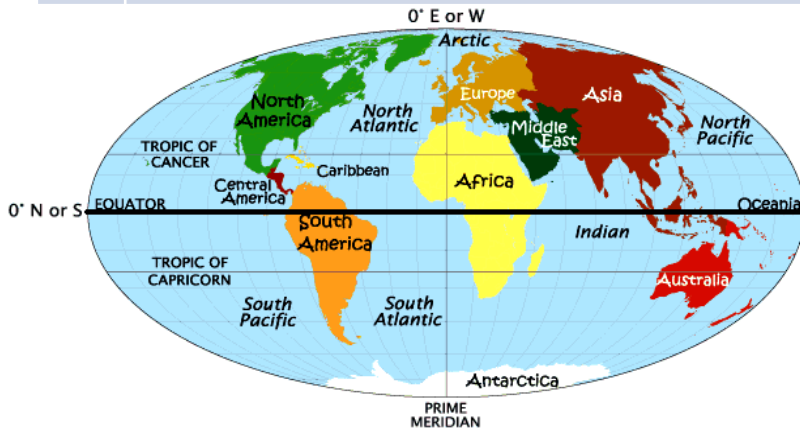 0° E or W
Arctic
North
America
Europe
Asia
North
Atlantic
Middle
East
North
Pacific
TROPIC OF
CANCER
Caribbean
Central
America
Africa
0° N or S
EQUATOR
Oceania
South
America
Indian
TROPIC OF
CAPRICORN
Australia
South
Pacific
South
Atlantic
Antarctica
PRIME
MERIDIAN